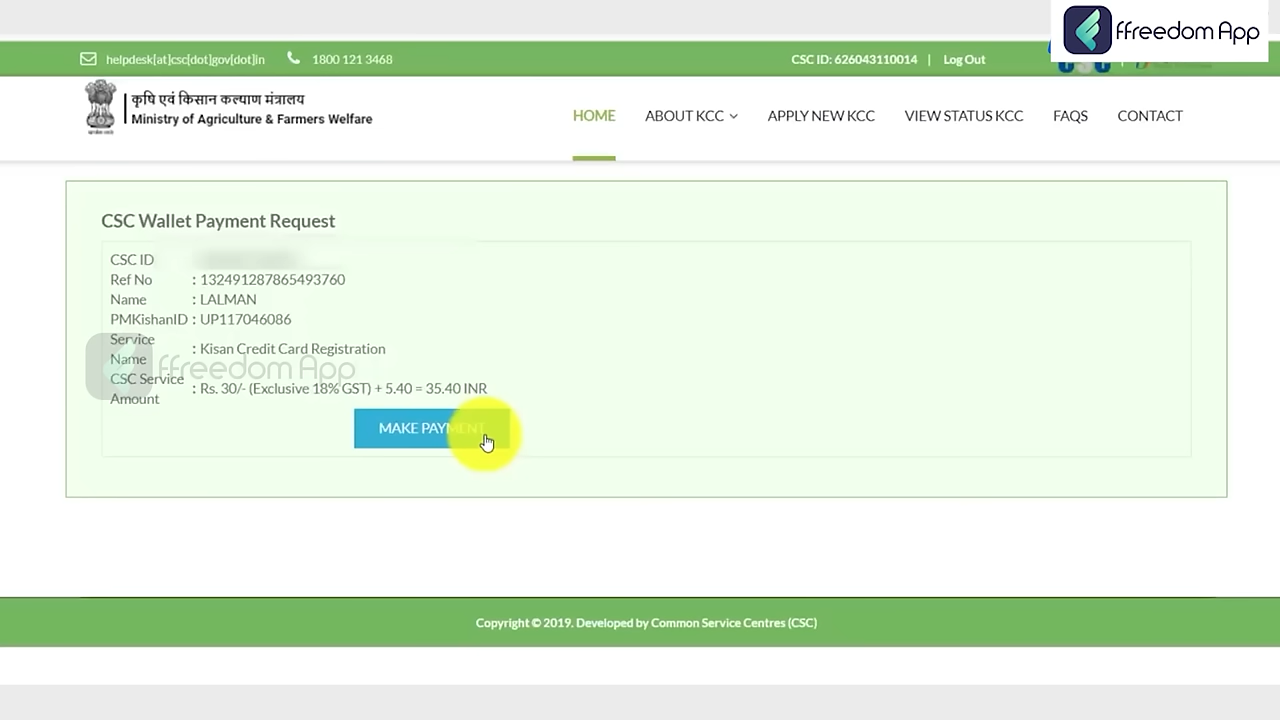 ffreedom App
helpdesk[at]csc[dot]gov[dot]in 1800 121 3468 CSC ID: 626043110014 | Log Out
कृषि एवं किसान कल्याण मंत्रालय
Ministry of Agriculture & Farmers Welfare
HOME ABOUT KCC APPLY NEW KCC VIEW STATUS KCC FAQS CONTACT
CSC Wallet Payment Request
CSC ID
Ref No : 132491287865493760
Name : LALMAN
PMKishanID : UP117046086
Service Name : Kisan Credit Card Registration
ffreedom App
CSC Service Amount : Rs. 30/- (Exclusive 18% GST) + 5.40 = 35.40 INR
MAKE PAYMENT
Copyright © 2019. Developed by Common Service Centres (CSC)